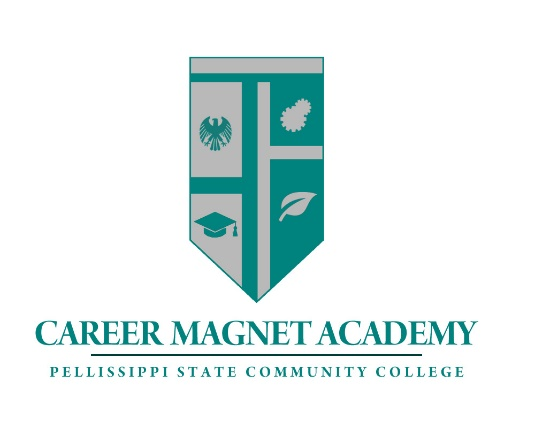 CAREER MAGNET ACADEMY
PELLISSIPPI STATE COMMUNITY COLLEGE